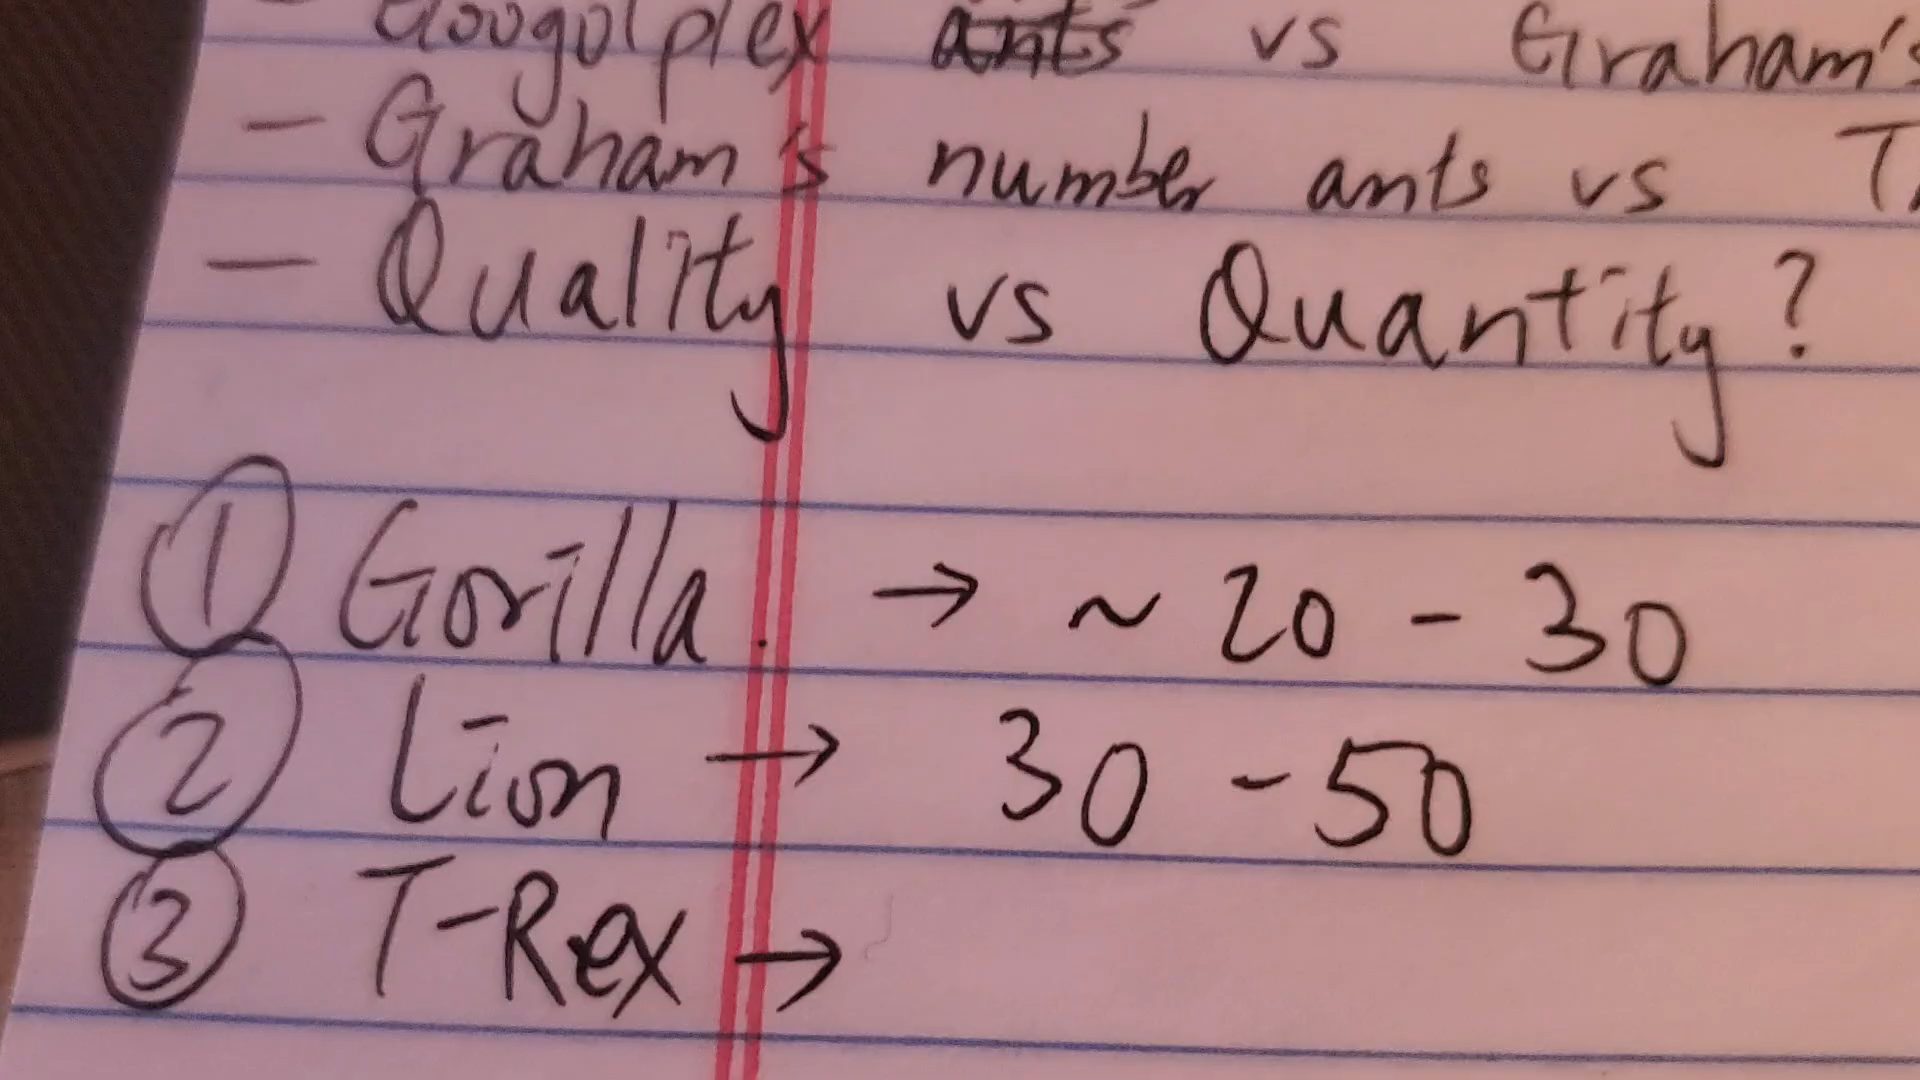 - Googolplex ants vs Graham's
- Graham's number ants vs
- Quality vs Quantity?
① Gorilla. → ~ 20 - 30
② Lion → 30 - 50
③ T-Rex →